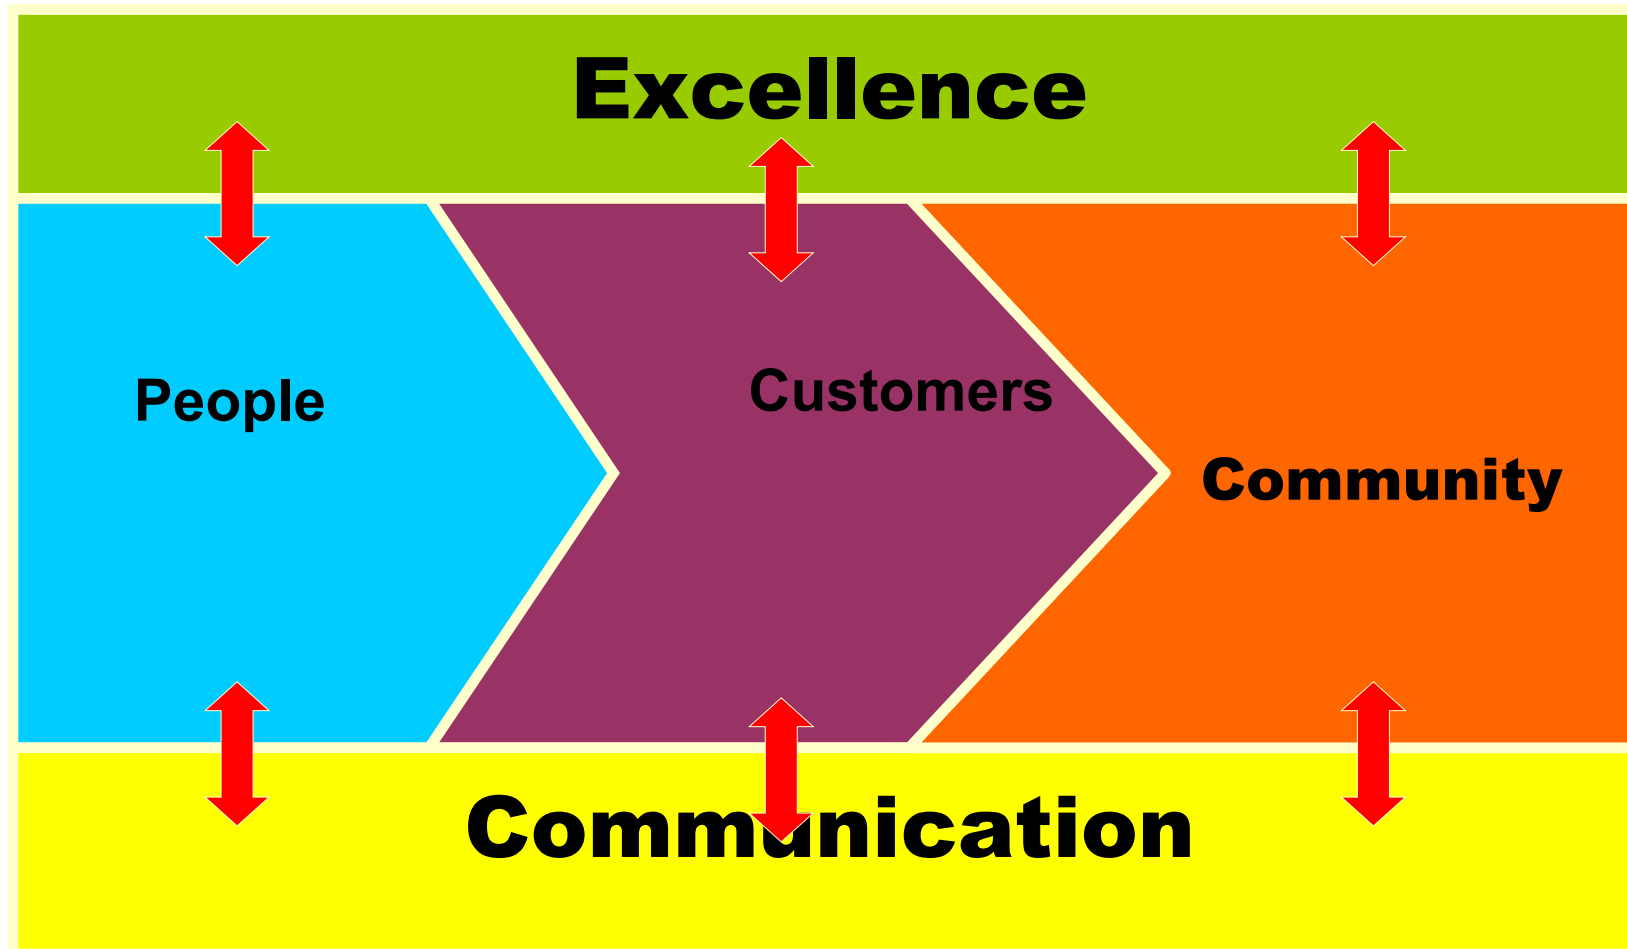 Excellence
People
Customers
Community
Communication